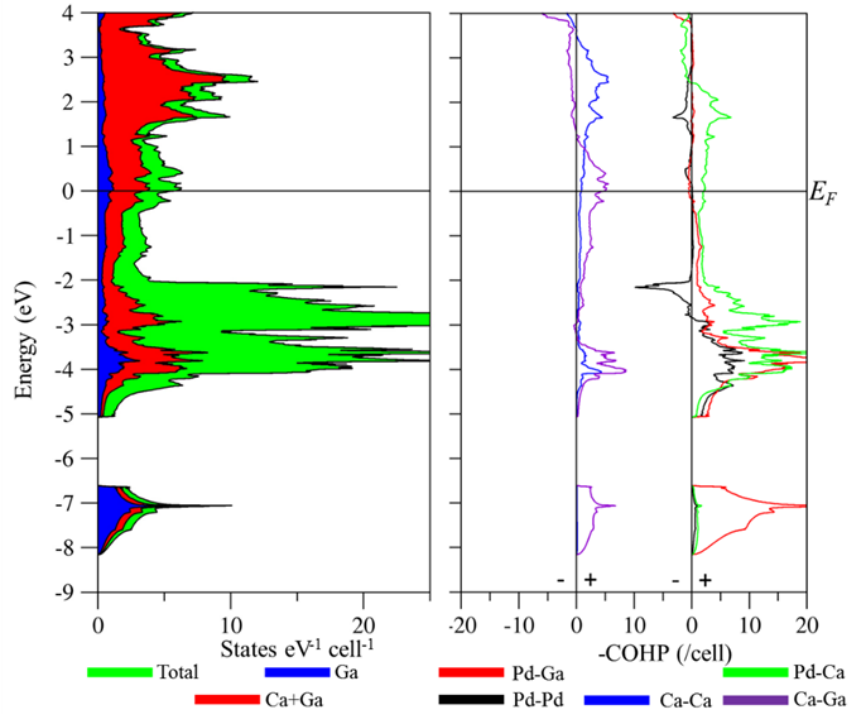 4
3
2
1
0
-1
-2
-3
-4
-5
-6
-7
-8
-9
Energy (eV)
E_F
- + - +
0 10 20
-20 -10 0 10 0 10 20
States eV⁻¹ cell⁻¹ -COHP (/cell)
Total Ga Pd-Ga Pd-Ca
Ca+Ga Pd-Pd Ca-Ca Ca-Ga